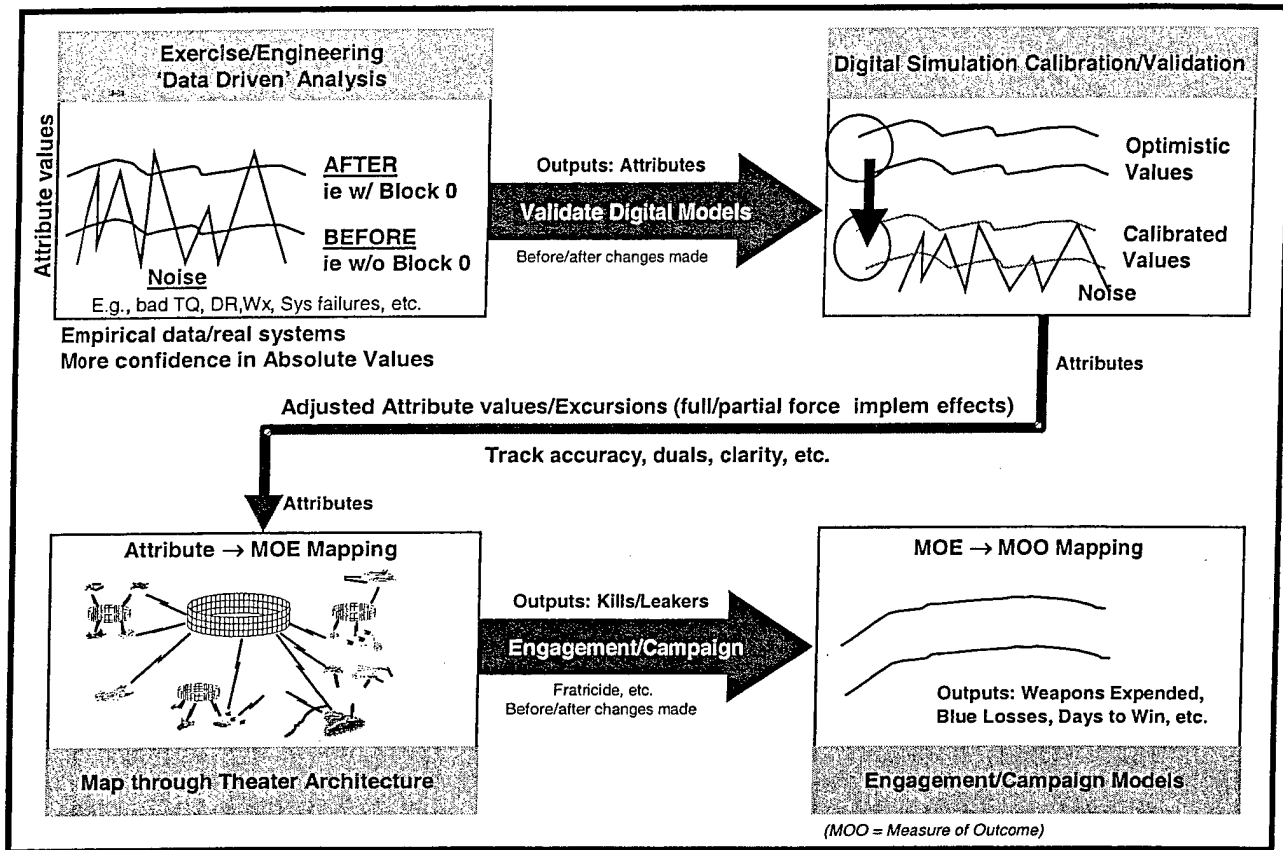 Exercise/Engineering
'Data Driven' Analysis
Attribute values
AFTER
ie w/ Block 0
BEFORE
ie w/o Block 0
Noise
E.g., bad TQ, DR,Wx, Sys failures, etc.
Empirical data/real systems
More confidence in Absolute Values
Outputs: Attributes
Validate Digital Models
Before/after changes made
Digital Simulation Calibration/Validation
Optimistic
Values
Calibrated
Values
Noise
Attributes
Adjusted Attribute values/Excursions (full/partial force implem effects)
Track accuracy, duals, clarity, etc.
Attributes
Attribute → MOE Mapping
Map through Theater Architecture
Outputs: Kills/Leakers
Engagement/Campaign
Fratricide, etc.
Before/after changes made
MOE → MOO Mapping
Outputs: Weapons Expended,
Blue Losses, Days to Win, etc.
Engagement/Campaign Models
(MOO = Measure of Outcome)